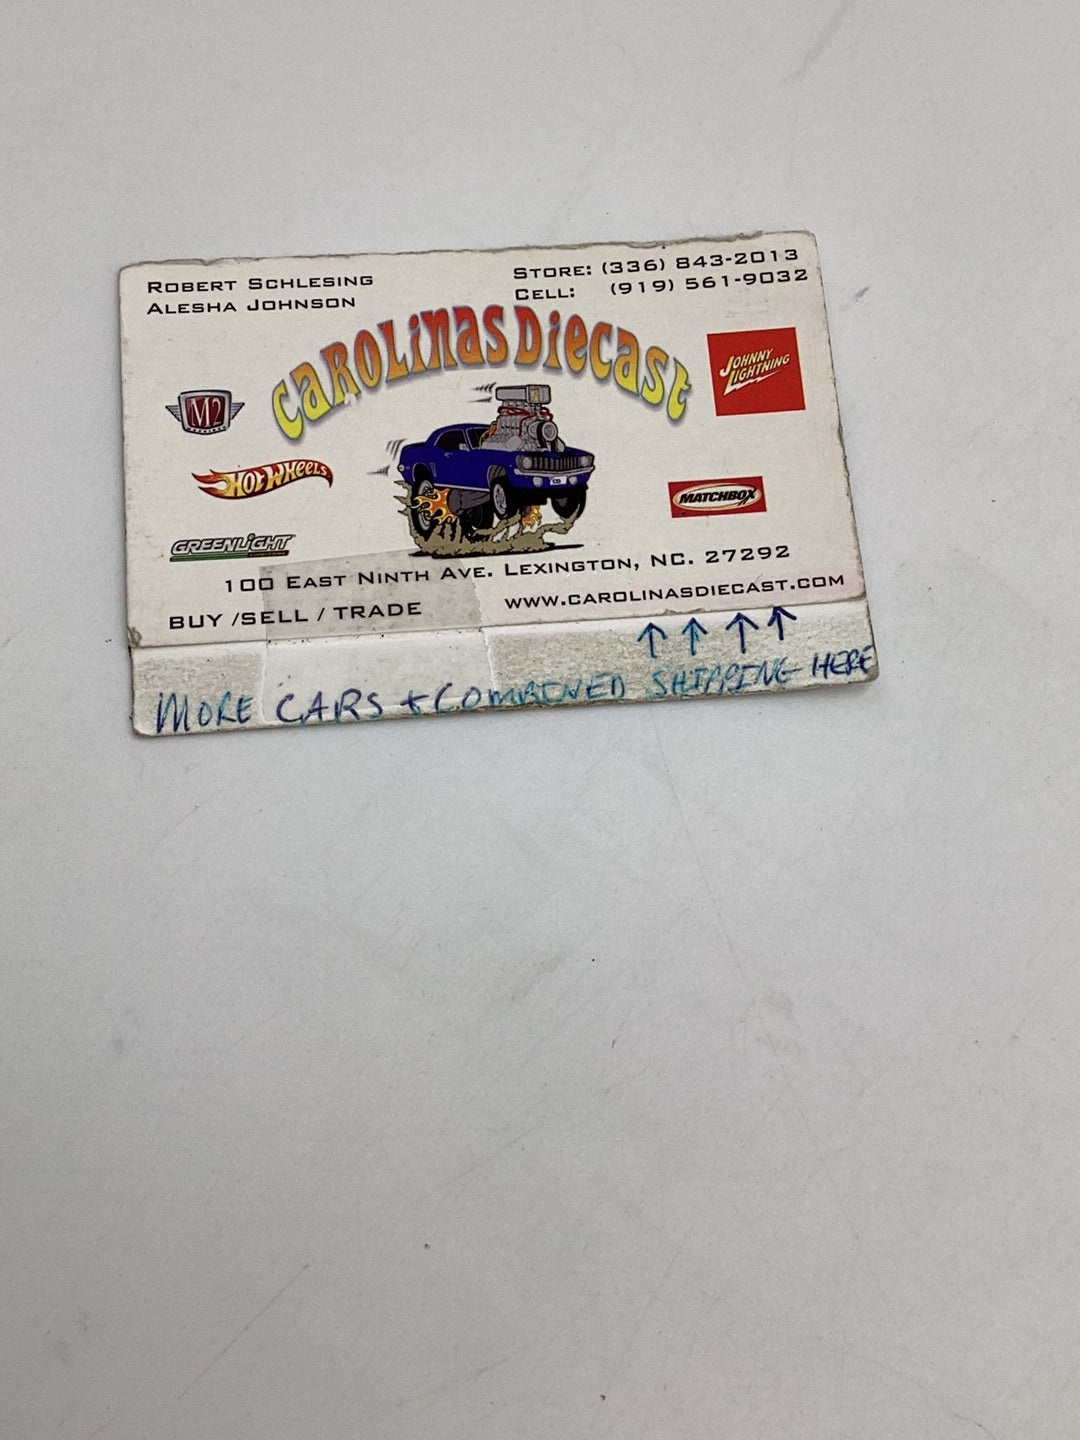 ROBERT SCHLESING
ALESHA JOHNSON
STORE: (336) 843-2013
CELL: (919) 561-9032
CAROLINAS DIECAST
M2
JOHNNY LIGHTNING
HOT WHEELS
MATCHBOX
GREENLIGHT
CD
100 EAST NINTH AVE. LEXINGTON, NC. 27292
BUY /SELL / TRADE
WWW.CAROLINASDIECAST.COM
MORE CARS + COMBINED SHIPPING HERE